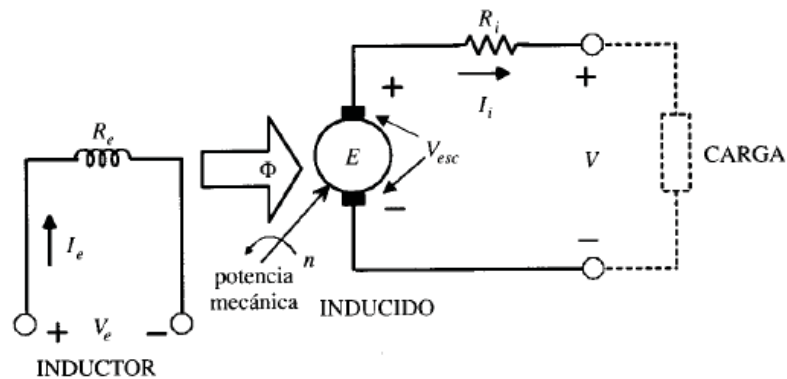 R_i
+
+
I_i
R_e
Φ
E
V_esc
V
CARGA
I_e
−
−
n
potencia
mecánica
INDUCIDO
+ V_e −
INDUCTOR